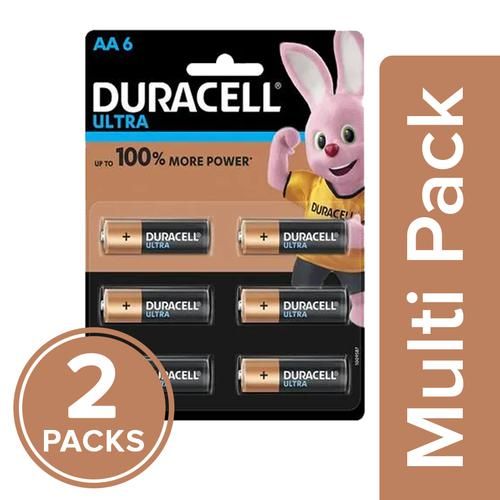 AA 6
DURACELL®
ULTRA
UP TO 100% MORE POWER*
DURACELL
+ DURACELL® ULTRA
+ DURACELL® ULTRA
+ DURACELL® ULTRA
+ DURACELL® ULTRA
DURACELL® ULTRA
+ DURACELL® ULTRA
2
PACKS
Multi Pack